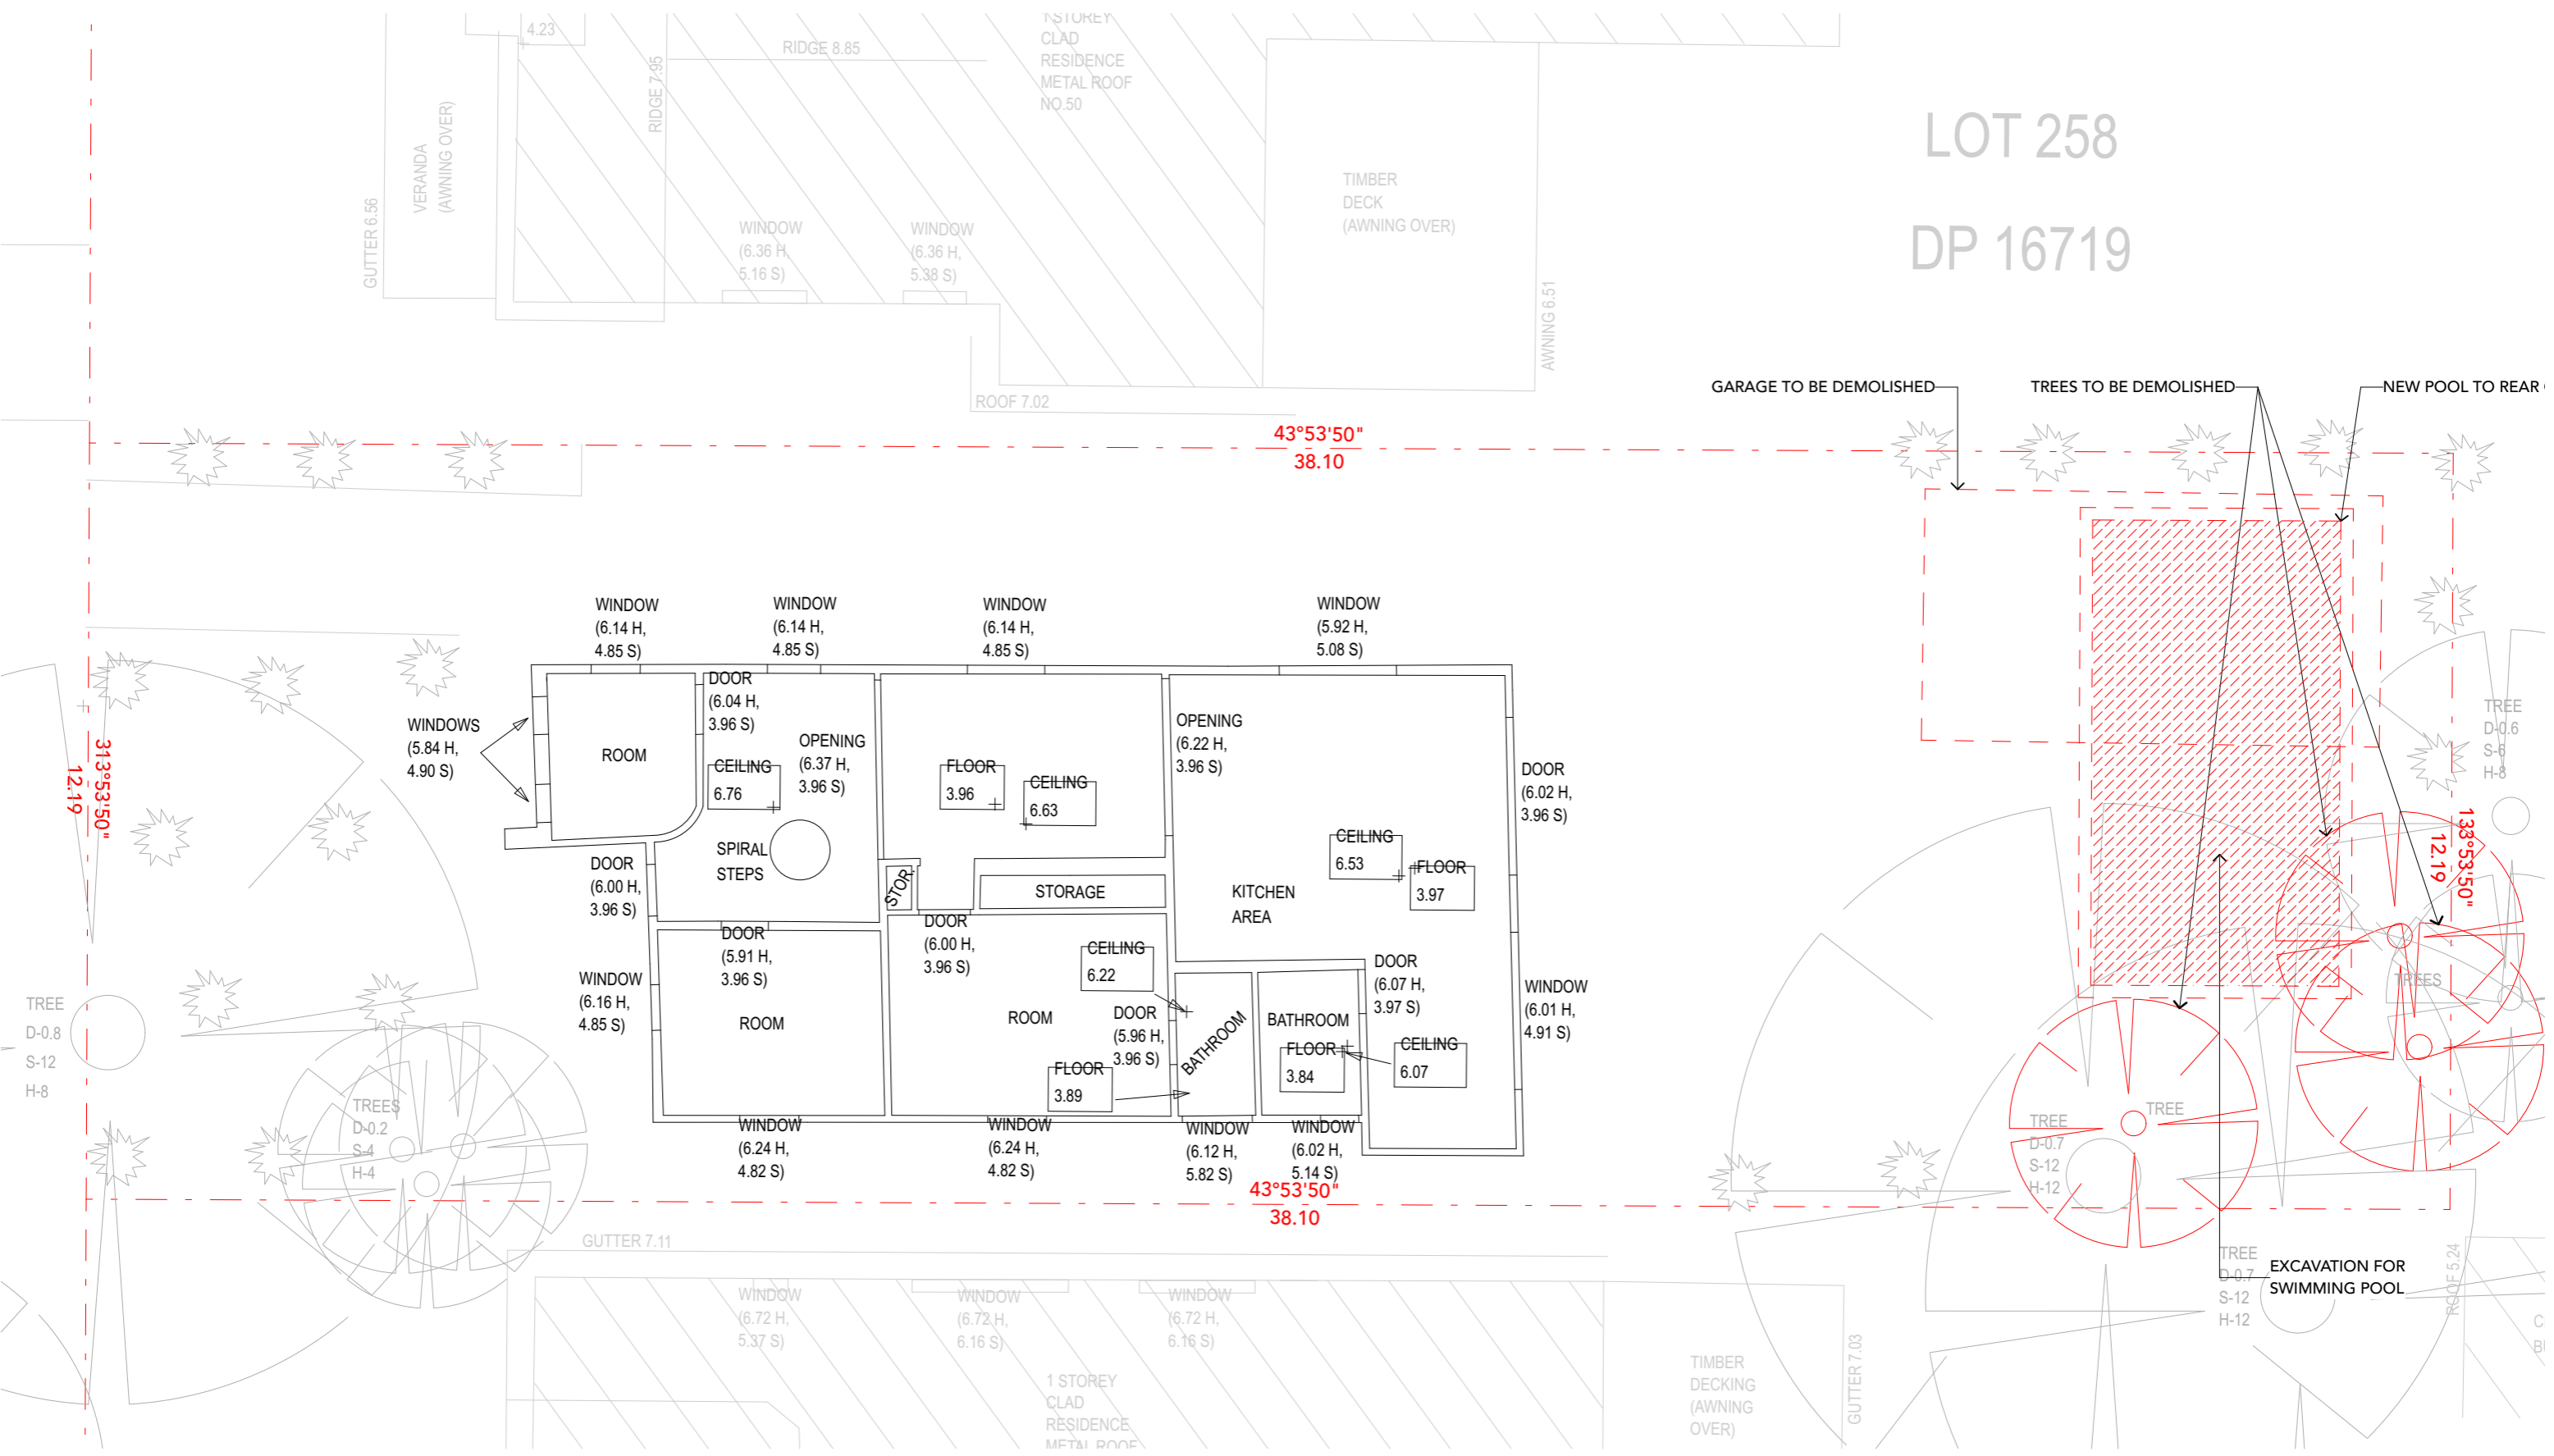 1 STOREY
CLAD
RESIDENCE
METAL ROOF
NO.50
4.23
RIDGE 8.85
RIDGE 7.95
VERANDA
(AWNING OVER)
GUTTER 6.56
WINDOW
(6.36 H,
5.16 S)
WINDOW
(6.36 H,
5.38 S)
TIMBER
DECK
(AWNING OVER)
AWNING 6.51
ROOF 7.02
LOT 258
DP 16719
GARAGE TO BE DEMOLISHED
TREES TO BE DEMOLISHED
NEW POOL TO REAR
43°53'50"
38.10
WINDOW
(6.14 H,
4.85 S)
WINDOW
(6.14 H,
4.85 S)
WINDOW
(6.14 H,
4.85 S)
WINDOW
(5.92 H,
5.08 S)
WINDOWS
(5.84 H,
4.90 S)
313°53'50"
12.19
ROOM
DOOR
(6.04 H,
3.96 S)
CEILING
6.76
OPENING
(6.37 H,
3.96 S)
FLOOR
3.96
CEILING
6.63
OPENING
(6.22 H,
3.96 S)
DOOR
(6.02 H,
3.96 S)
CEILING
6.53
FLOOR
3.97
SPIRAL
STEPS
DOOR
(6.00 H,
3.96 S)
STOR.
STORAGE
KITCHEN
AREA
DOOR
(5.91 H,
3.96 S)
DOOR
(6.00 H,
3.96 S)
CEILING
6.22
DOOR
(6.07 H,
3.97 S)
WINDOW
(6.16 H,
4.85 S)
ROOM
ROOM
DOOR
(5.96 H,
3.96 S)
BATHROOM
BATHROOM
FLOOR
3.84
CEILING
6.07
FLOOR
3.89
WINDOW
(6.01 H,
4.91 S)
WINDOW
(6.24 H,
4.82 S)
WINDOW
(6.24 H,
4.82 S)
WINDOW
(6.12 H,
5.82 S)
WINDOW
(6.02 H,
5.14 S)
43°53'50"
38.10
TREE
D-0.8
S-12
H-8
TREES
D-0.2
S-4
H-4
TREE
D-0.6
S-6
H-8
133°53'50"
12.19
TREES
TREE
D-0.7
S-12
H-12
TREE
TREE
D-0.7
S-12
H-12
EXCAVATION FOR
SWIMMING POOL
ROOF 5.24
GUTTER 7.11
WINDOW
(6.72 H,
5.37 S)
WINDOW
(6.72 H,
6.16 S)
WINDOW
(6.72 H,
6.16 S)
1 STOREY
CLAD
RESIDENCE
METAL ROOF
TIMBER
DECKING
(AWNING
OVER)
GUTTER 7.03